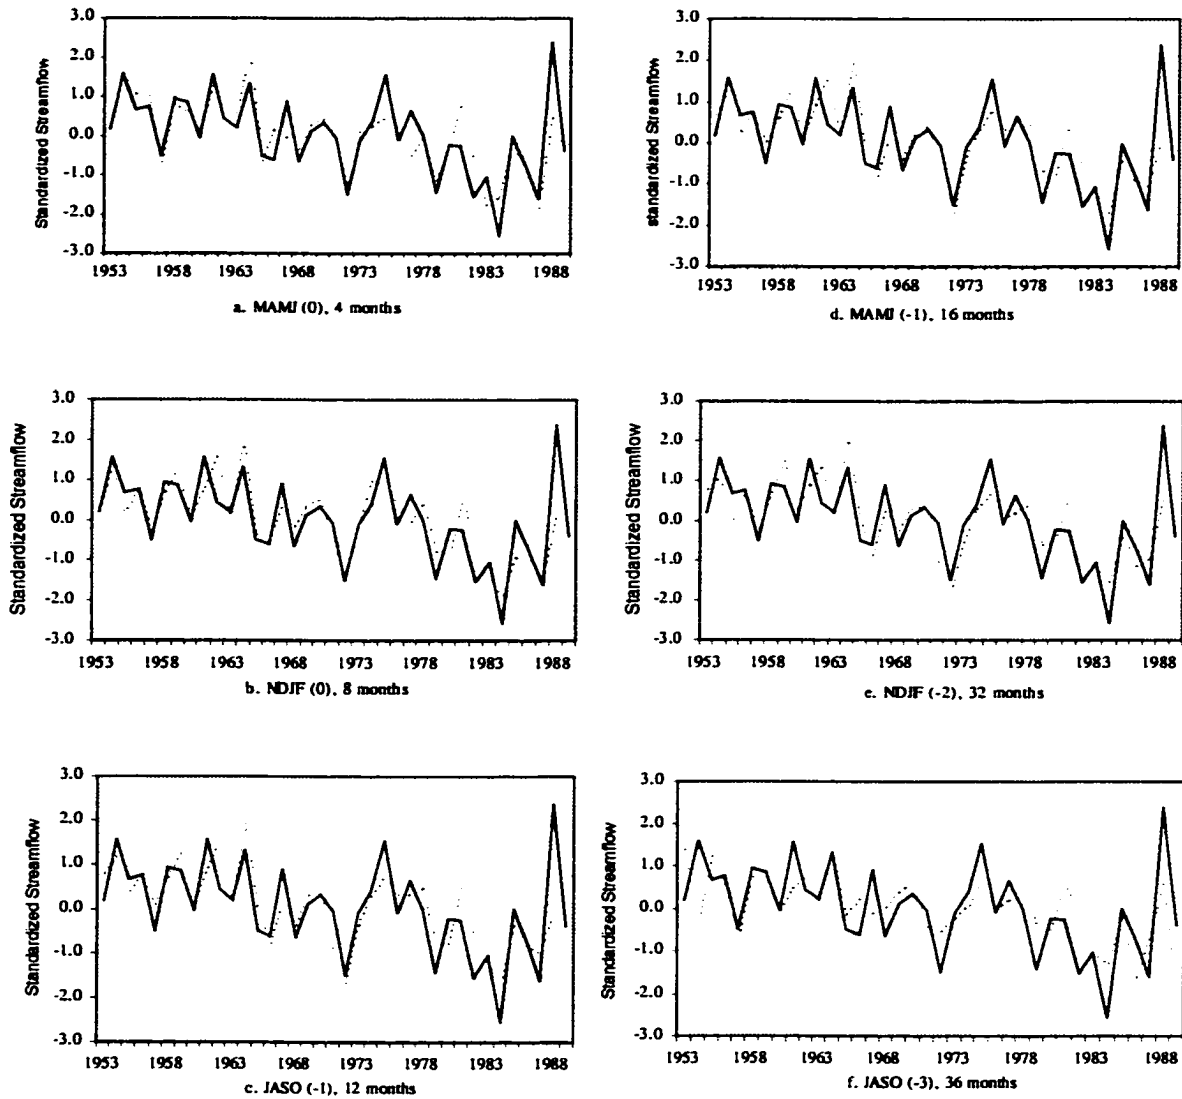 Standardized Streamflow
3.0
2.0
1.0
0.0
-1.0
-2.0
-3.0
1953 1958 1963 1968 1973 1978 1983 1988
a. MAMJ (0), 4 months
standardized Streamflow
3.0
2.0
1.0
0.0
-1.0
-2.0
-3.0
1953 1958 1963 1968 1973 1978 1983 1988
d. MAMJ (-1), 16 months
Standardized Streamflow
3.0
2.0
1.0
0.0
-1.0
-2.0
-3.0
1953 1958 1963 1968 1973 1978 1983 1988
b. NDJF (0), 8 months
Standardized Streamflow
3.0
2.0
1.0
0.0
-1.0
-2.0
-3.0
1953 1958 1963 1968 1973 1978 1983 1988
e. NDJF (-2), 32 months
Standardized Streamflow
3.0
2.0
1.0
0.0
-1.0
-2.0
-3.0
1953 1958 1963 1968 1973 1978 1983 1988
c. JASO (-1), 12 months
Standardized Streamflow
3.0
2.0
1.0
0.0
-1.0
-2.0
-3.0
1953 1958 1963 1968 1973 1978 1983 1988
f. JASO (-3), 36 months